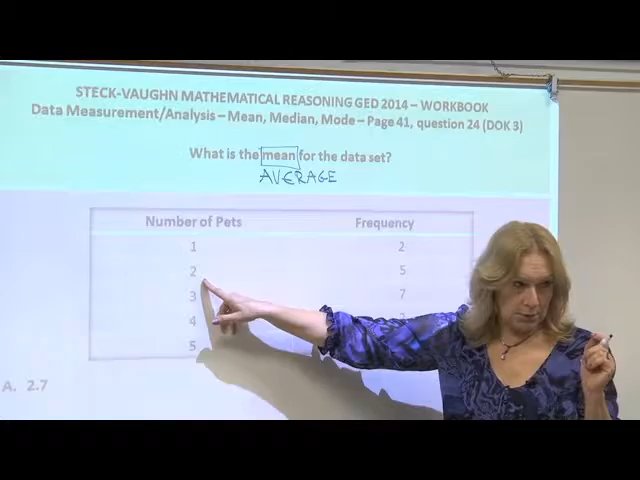 STECK-VAUGHN MATHEMATICAL REASONING GED 2014 – WORKBOOK
Data Measurement/Analysis – Mean, Median, Mode – Page 41, question 24 (DOK 3)
What is the mean for the data set?
AVERAGE
Number of Pets Frequency
1 2
2 5
3 7
4
5
A. 2.7